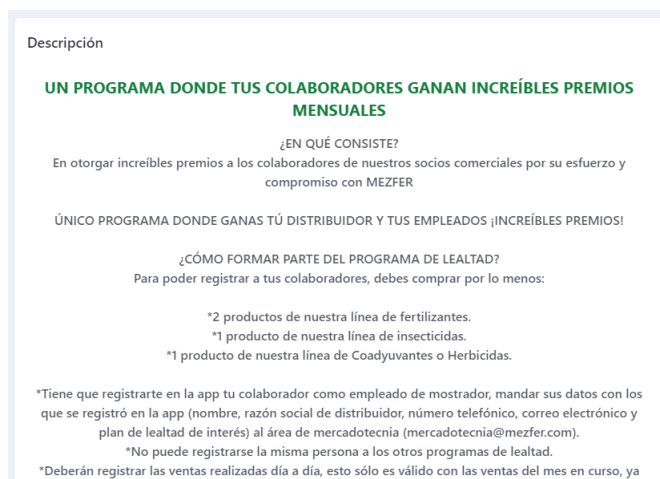 Descripción
UN PROGRAMA DONDE TUS COLABORADORES GANAN INCREÍBLES PREMIOS
MENSUALES
¿EN QUÉ CONSISTE?
En otorgar increíbles premios a los colaboradores de nuestros socios comerciales por su esfuerzo y
compromiso con MEZFER
ÚNICO PROGRAMA DONDE GANAS TÚ DISTRIBUIDOR Y TUS EMPLEADOS ¡INCREÍBLES PREMIOS!
¿CÓMO FORMAR PARTE DEL PROGRAMA DE LEALTAD?
Para poder registrar a tus colaboradores, debes comprar por lo menos:
*2 productos de nuestra línea de fertilizantes.
*1 producto de nuestra línea de insecticidas.
*1 producto de nuestra línea de Coadyuvantes o Herbicidas.
*Tiene que registrarte en la app tu colaborador como empleado de mostrador, mandar sus datos con los
que se registró en la app (nombre, razón social de distribuidor, número telefónico, correo electrónico y
plan de lealtad de interés) al área de mercadotecnia (mercadotecnia@mezfer.com).
*No puede registrarse la misma persona a los otros programas de lealtad.
*Deberán registrar las ventas realizadas día a día, esto sólo es válido con las ventas del mes en curso, ya